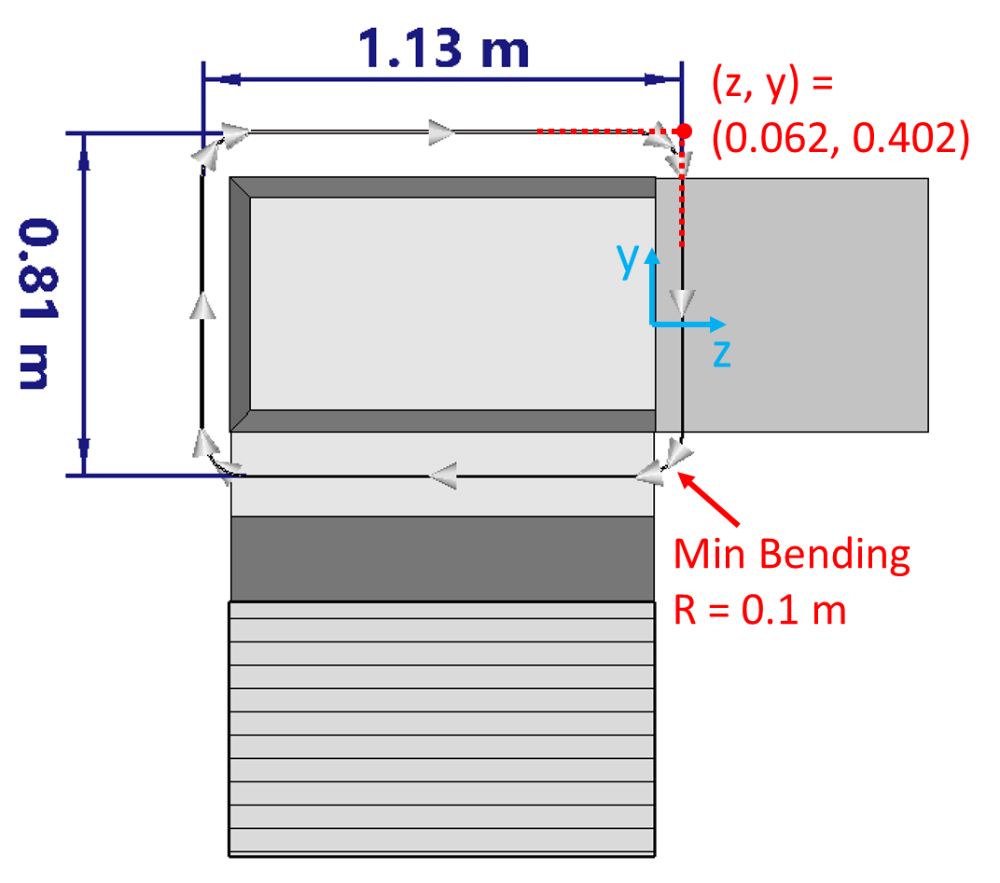 1.13 m
(z, y) =
(0.062, 0.402)
0.81 m
y
z
Min Bending
R = 0.1 m